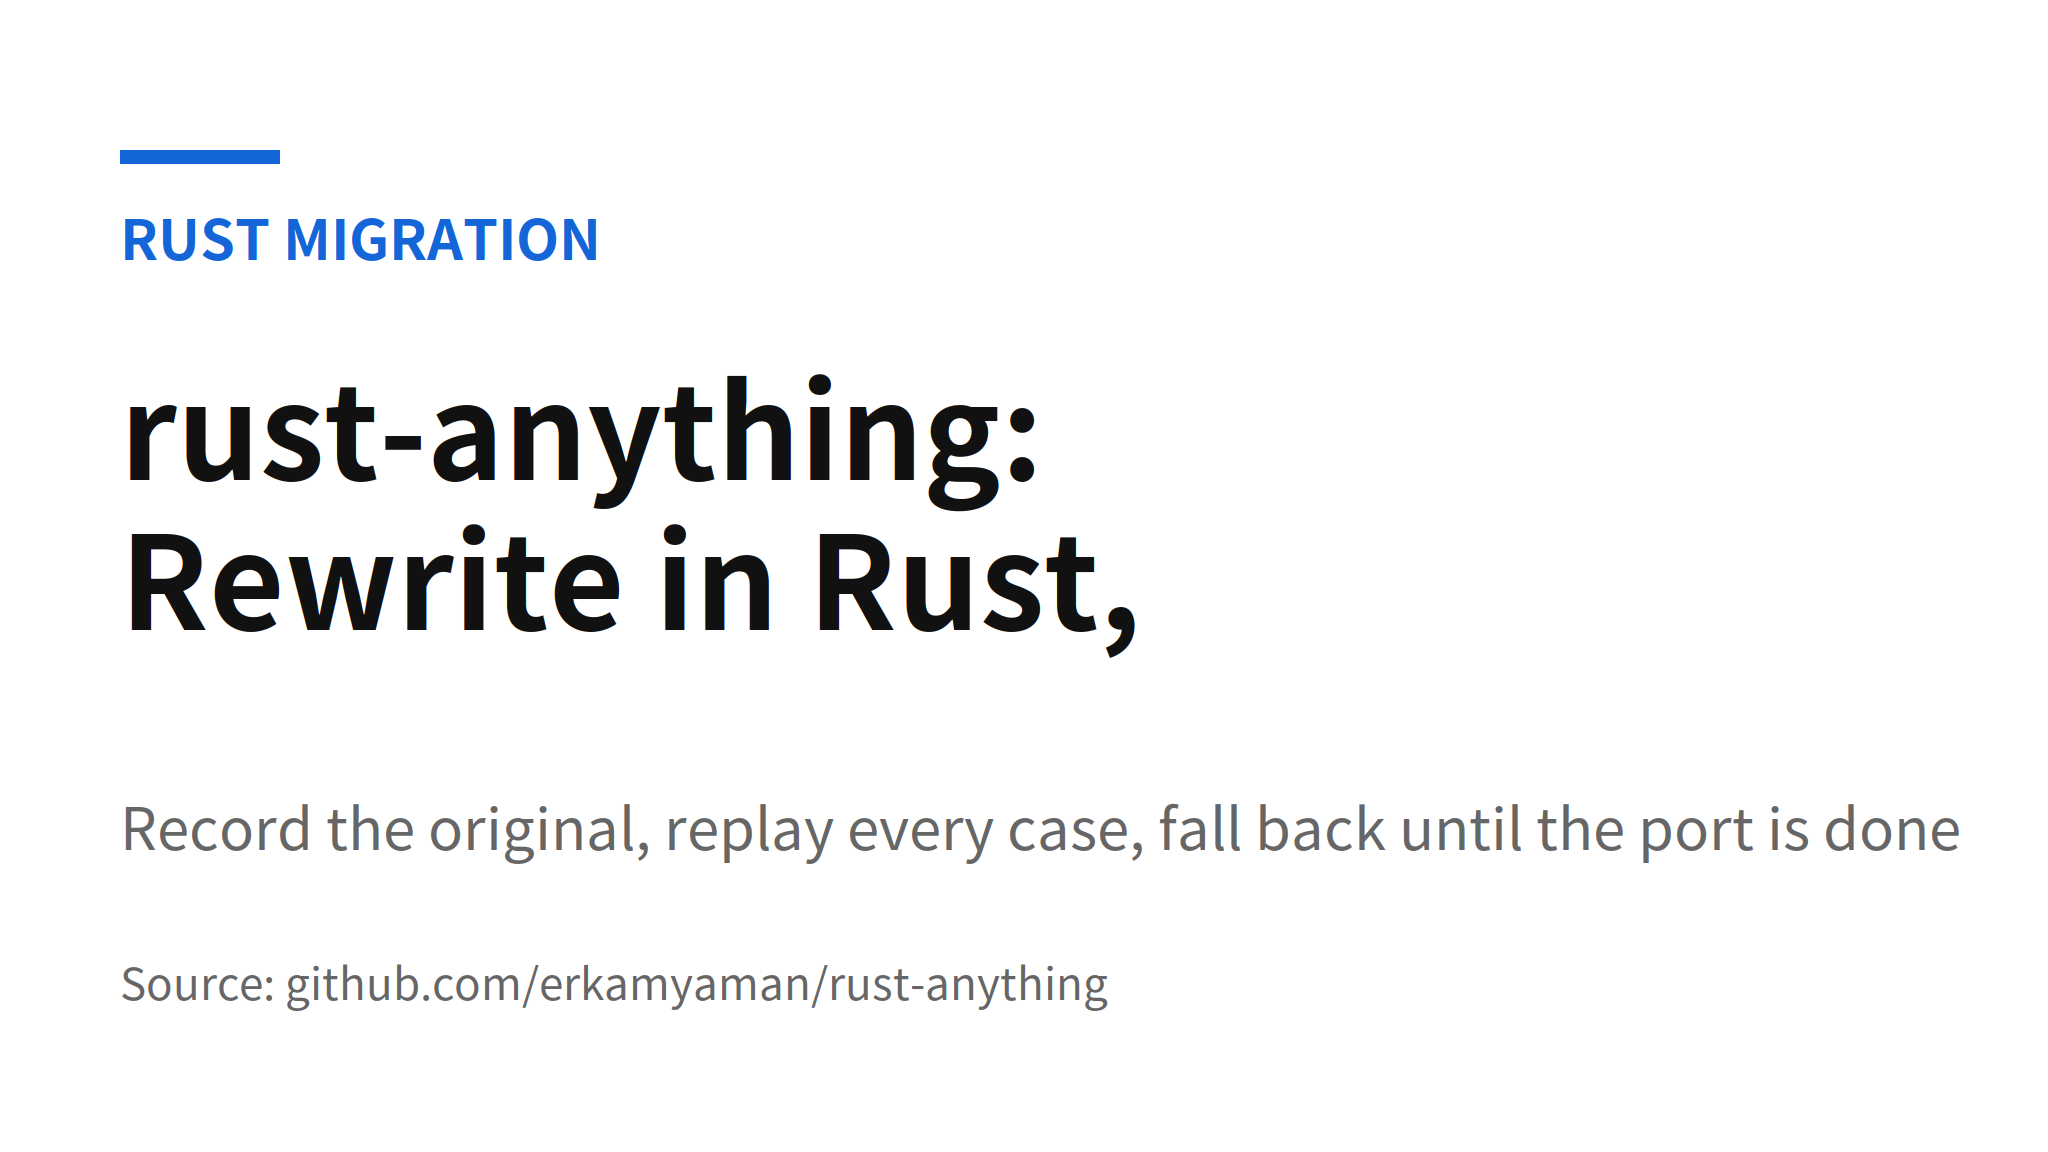 RUST MIGRATION
rust-anything:
Rewrite in Rust,
Record the original, replay every case, fall back until the port is done
Source: github.com/erkamyaman/rust-anything